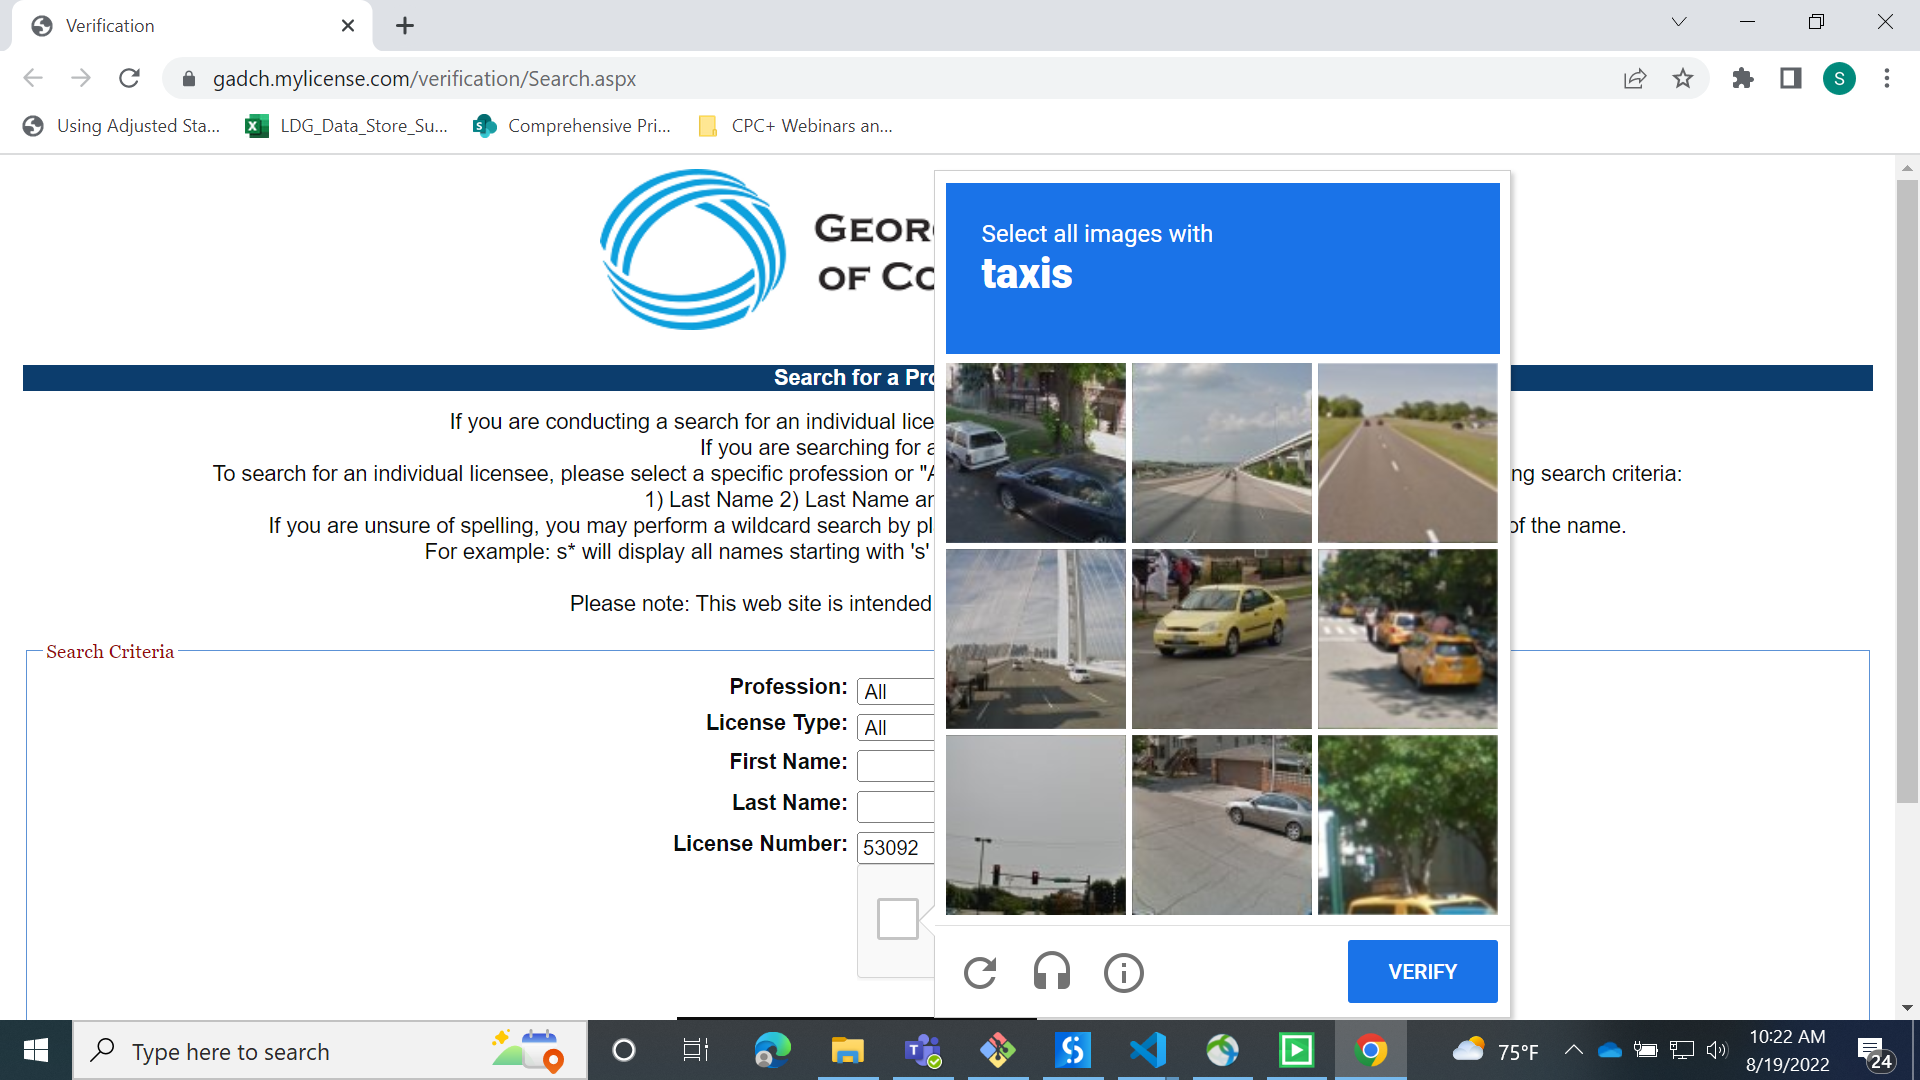 Verification
gadch.mylicense.com/verification/Search.aspx
S
Using Adjusted Sta...
LDG_Data_Store_Su...
Comprehensive Pri...
CPC+ Webinars an...
GEOR
OF CO
Select all images with
taxis
Search for a Pro
If you are conducting a search for an individual lice
If you are searching for a
To search for an individual licensee, please select a specific profession or "A
ng search criteria:
1) Last Name 2) Last Name an
If you are unsure of spelling, you may perform a wildcard search by pl
of the name.
For example: s* will display all names starting with 's'
Please note: This web site is intended
Search Criteria
Profession: All
License Type: All
First Name:
Last Name:
License Number: 53092
VERIFY
Type here to search
75°F
10:22 AM
8/19/2022
24